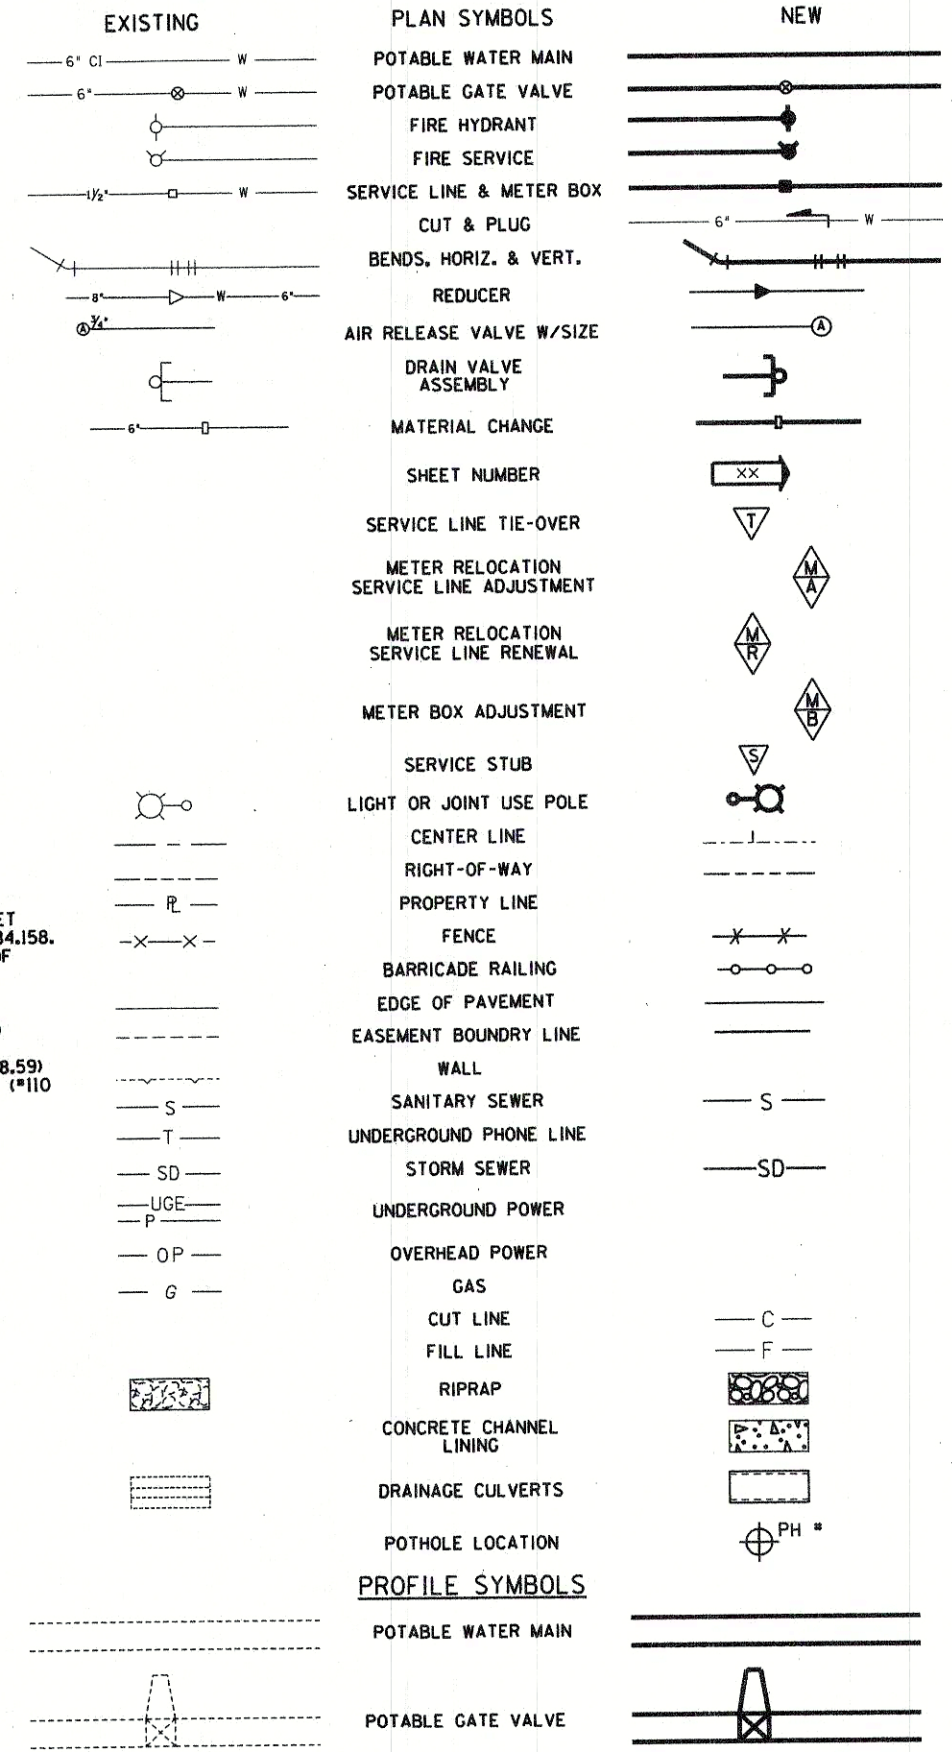 EXISTING PLAN SYMBOLS NEW
6" CI W POTABLE WATER MAIN
6" W POTABLE GATE VALVE
FIRE HYDRANT
FIRE SERVICE
1/2" W SERVICE LINE & METER BOX
CUT & PLUG 6" W
BENDS, HORIZ. & VERT.
8" W 6" REDUCER
A 3/4" AIR RELEASE VALVE W/SIZE A
DRAIN VALVE
ASSEMBLY
6" MATERIAL CHANGE
SHEET NUMBER XX
SERVICE LINE TIE-OVER T
METER RELOCATION M
SERVICE LINE ADJUSTMENT A
METER RELOCATION M
SERVICE LINE RENEWAL R
METER BOX ADJUSTMENT M
B
SERVICE STUB S
LIGHT OR JOINT USE POLE
CENTER LINE
RIGHT-OF-WAY
PL PROPERTY LINE
ET
34.158. FENCE
OF
BARRICADE RAILING
EDGE OF PAVEMENT
EASEMENT BOUNDRY LINE
8.59) WALL
(#110
S SANITARY SEWER S
T UNDERGROUND PHONE LINE
SD STORM SEWER SD
UGE
P UNDERGROUND POWER
OP OVERHEAD POWER
G GAS
CUT LINE C
FILL LINE F
RIPRAP
CONCRETE CHANNEL
LINING
DRAINAGE CULVERTS
POTHOLE LOCATION PH #
PROFILE SYMBOLS
POTABLE WATER MAIN
POTABLE GATE VALVE